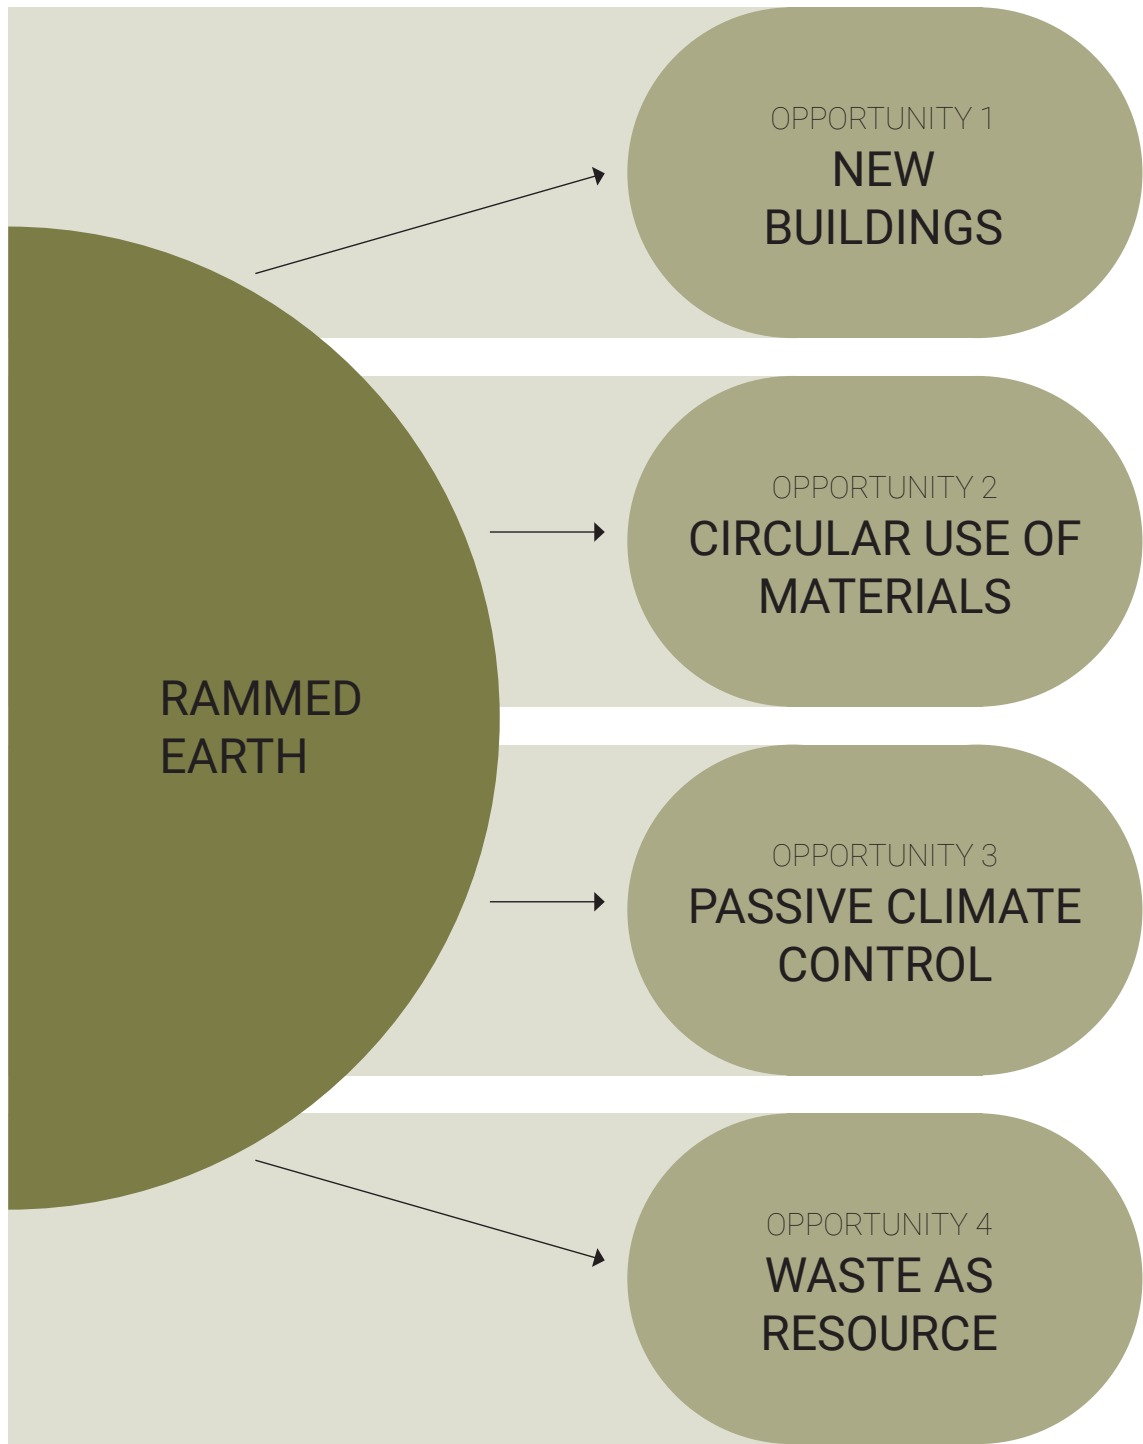 OPPORTUNITY 1
NEW
BUILDINGS
OPPORTUNITY 2
CIRCULAR USE OF
MATERIALS
RAMMED
EARTH
OPPORTUNITY 3
PASSIVE CLIMATE
CONTROL
OPPORTUNITY 4
WASTE AS
RESOURCE